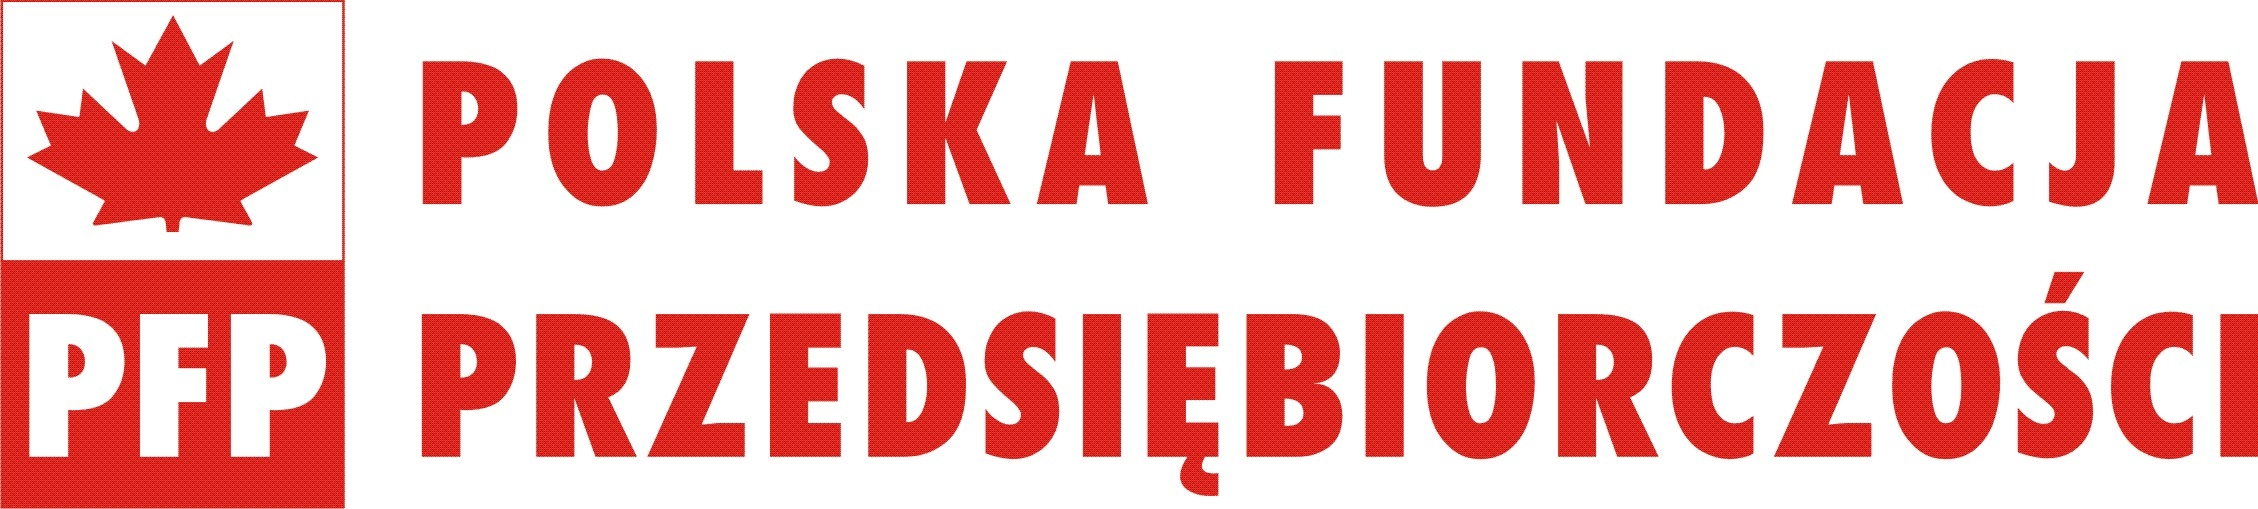 POLSKA FUNDACJA
PRZEDSIĘBIORCZOŚCI
PFP